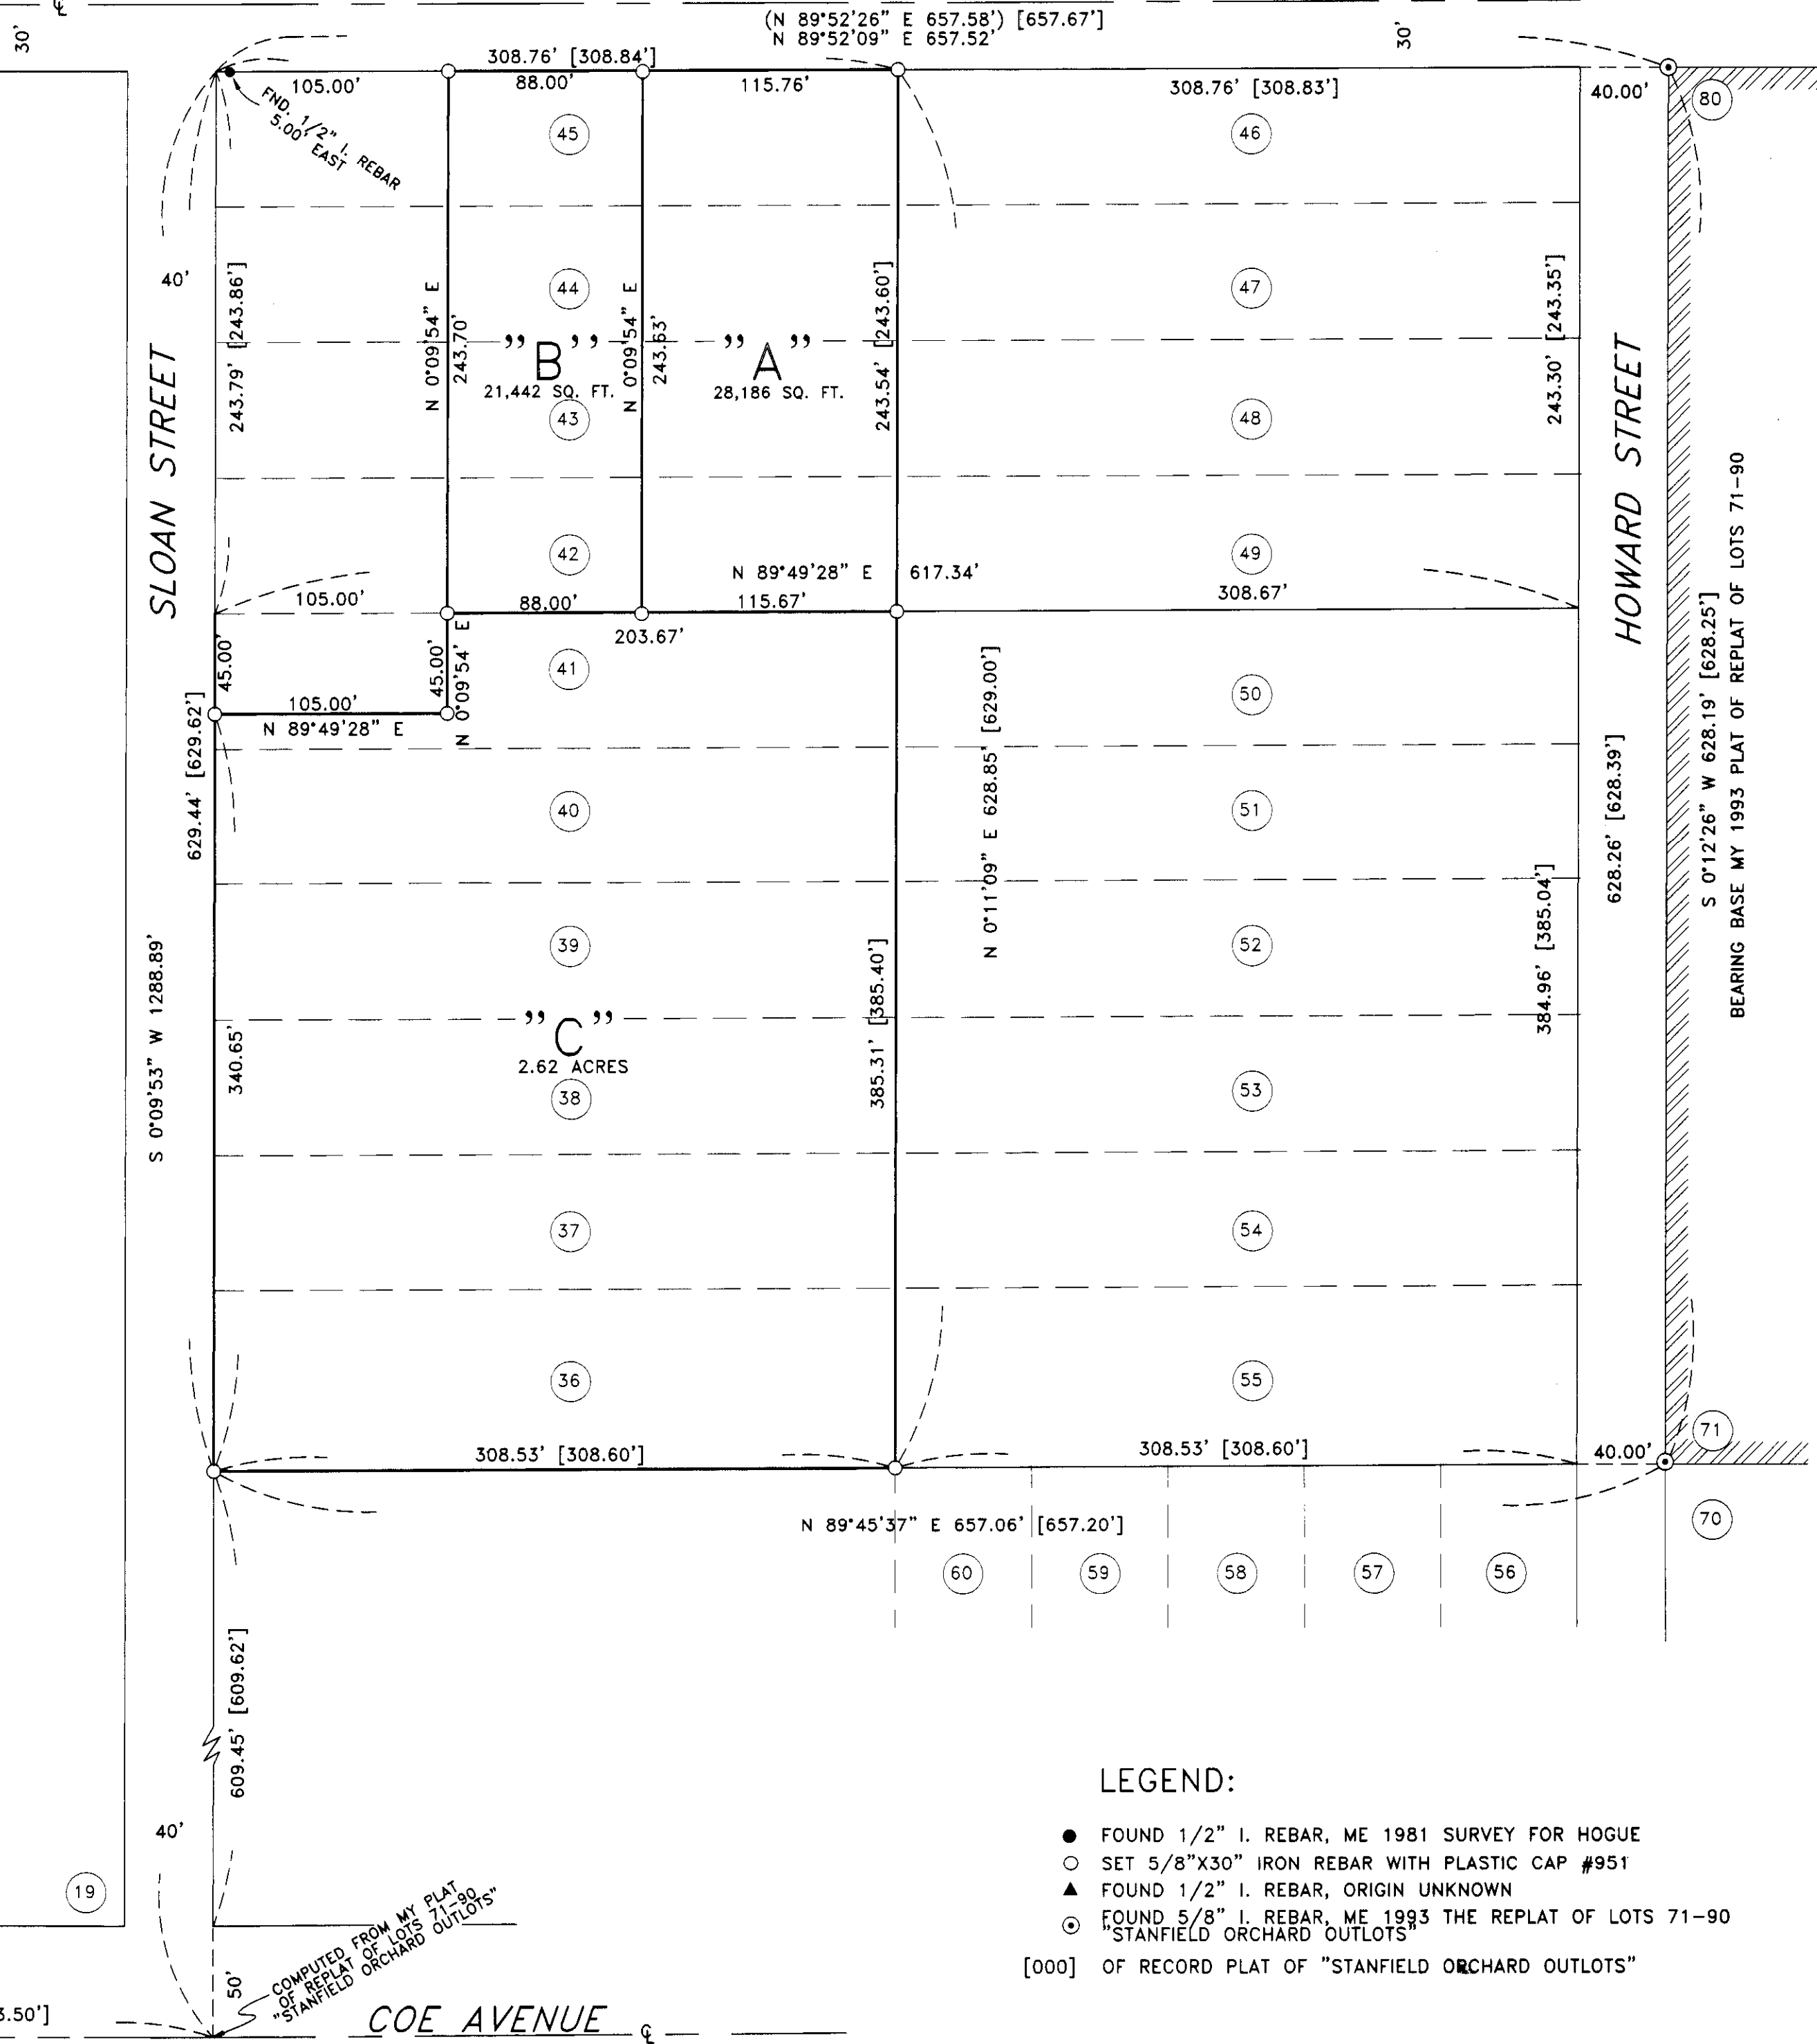 ℄
30'
(N 89°52'26" E 657.58') [657.67']
N 89°52'09" E 657.52'
30'
308.76' [308.84']
105.00'
88.00'
115.76'
308.76' [308.83']
40.00'
80
FND. 1/2" I. REBAR
5.00' EAST
45
46
40'
243.79' [243.86']
N 0°09'54" E
243.70'
44
N 0°09'54" E
243.63'
243.54' [243.60']
47
243.30' [243.35']
SLOAN STREET
"B"
21,442 SQ. FT.
"A"
28,186 SQ. FT.
HOWARD STREET
43
48
42
49
N 89°49'28" E 617.34'
105.00'
88.00'
115.67'
308.67'
203.67'
45.00'
45.00'
N 0°09'54' E
41
50
105.00'
N 89°49'28" E
629.44' [629.62']
N 0°11'09" E 628.85' [629.00']
628.26' [628.39']
S 0°12'26" W 628.19' [628.25']
BEARING BASE MY 1993 PLAT OF REPLAT OF LOTS 71-90
40
51
39
52
S 0°09'53" W 1288.89'
340.65'
385.31' [385.40']
384.96' [385.04']
"C"
2.62 ACRES
38
53
37
54
36
55
308.53' [308.60']
308.53' [308.60']
40.00'
71
N 89°45'37" E 657.06' [657.20']
70
60
59
58
57
56
609.45' [609.62']
40'
19
COMPUTED FROM MY PLAT
OF REPLAT OF LOTS 71-90
"STANFIELD ORCHARD OUTLOTS"
50'
3.50']
COE AVENUE
℄
LEGEND:
● FOUND 1/2" I. REBAR, ME 1981 SURVEY FOR HOGUE
○ SET 5/8"X30" IRON REBAR WITH PLASTIC CAP #951
▲ FOUND 1/2" I. REBAR, ORIGIN UNKNOWN
⊙ FOUND 5/8" I. REBAR, ME 1993 THE REPLAT OF LOTS 71-90
"STANFIELD ORCHARD OUTLOTS"
[000] OF RECORD PLAT OF "STANFIELD ORCHARD OUTLOTS"